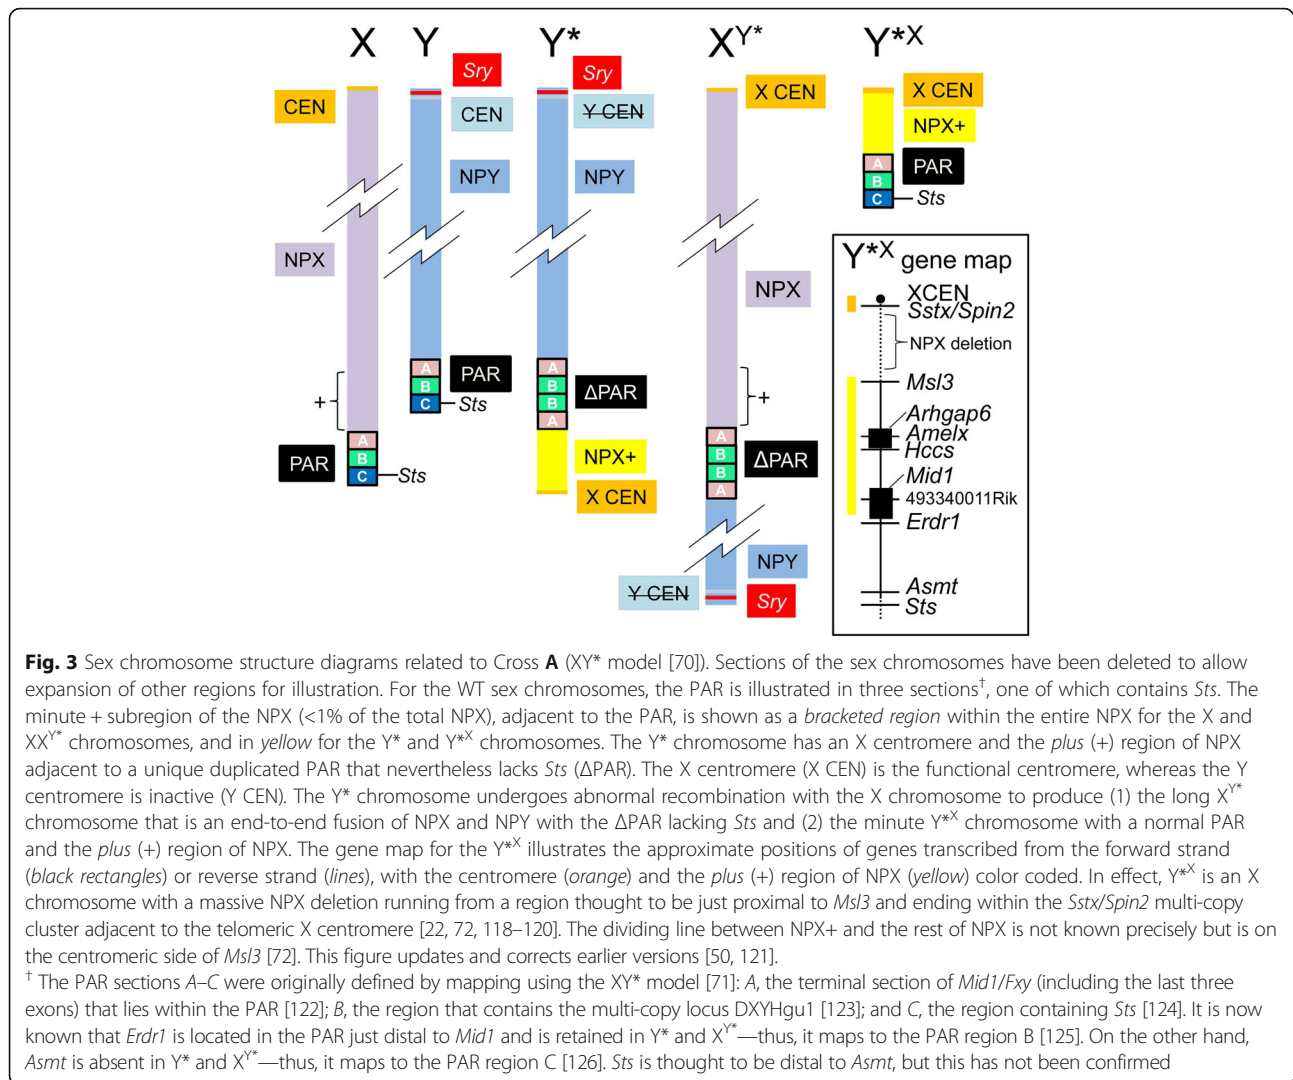 X Y Y* X^Y* Y*^X
Sry Sry
CEN CEN Y CEN X CEN X CEN
NPX+
NPY NPY PAR
A
B
C Sts
Y*^X gene map
XCEN
Sstx/Spin2
NPX deletion
NPX NPX
Msl3
A A
B PAR B ΔPAR
C Sts B
A
+ +
Arhgap6
Amelx
Hccs
A A
PAR B B ΔPAR
C Sts B
A
NPX+
X CEN
Mid1
493340011Rik
Erdr1
NPY
Y CEN Sry
Asmt
Sts
Fig. 3 Sex chromosome structure diagrams related to Cross A (XY* model [70]). Sections of the sex chromosomes have been deleted to allow
expansion of other regions for illustration. For the WT sex chromosomes, the PAR is illustrated in three sections†, one of which contains Sts. The
minute + subregion of the NPX (<1% of the total NPX), adjacent to the PAR, is shown as a bracketed region within the entire NPX for the X and
XX^Y* chromosomes, and in yellow for the Y* and Y*^X chromosomes. The Y* chromosome has an X centromere and the plus (+) region of NPX
adjacent to a unique duplicated PAR that nevertheless lacks Sts (ΔPAR). The X centromere (X CEN) is the functional centromere, whereas the Y
centromere is inactive (Y CEN). The Y* chromosome undergoes abnormal recombination with the X chromosome to produce (1) the long X^Y*
chromosome that is an end-to-end fusion of NPX and NPY with the ΔPAR lacking Sts and (2) the minute Y*^X chromosome with a normal PAR
and the plus (+) region of NPX. The gene map for the Y*^X illustrates the approximate positions of genes transcribed from the forward strand
(black rectangles) or reverse strand (lines), with the centromere (orange) and the plus (+) region of NPX (yellow) color coded. In effect, Y*^X is an X
chromosome with a massive NPX deletion running from a region thought to be just proximal to Msl3 and ending within the Sstx/Spin2 multi-copy
cluster adjacent to the telomeric X centromere [22, 72, 118–120]. The dividing line between NPX+ and the rest of NPX is not known precisely but is on
the centromeric side of Msl3 [72]. This figure updates and corrects earlier versions [50, 121].
† The PAR sections A–C were originally defined by mapping using the XY* model [71]: A, the terminal section of Mid1/Fxy (including the last three
exons) that lies within the PAR [122]; B, the region that contains the multi-copy locus DXYHgu1 [123]; and C, the region containing Sts [124]. It is now
known that Erdr1 is located in the PAR just distal to Mid1 and is retained in Y* and X^Y*—thus, it maps to the PAR region B [125]. On the other hand,
Asmt is absent in Y* and X^Y*—thus, it maps to the PAR region C [126]. Sts is thought to be distal to Asmt, but this has not been confirmed